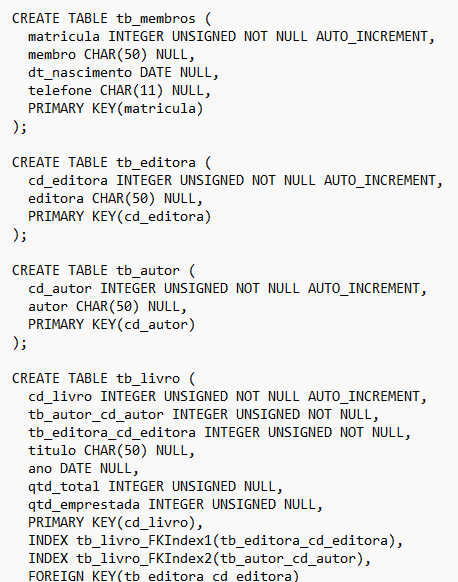 CREATE TABLE tb_membros (
matricula INTEGER UNSIGNED NOT NULL AUTO_INCREMENT,
membro CHAR(50) NULL,
dt_nascimento DATE NULL,
telefone CHAR(11) NULL,
PRIMARY KEY(matricula)
);
CREATE TABLE tb_editora (
cd_editora INTEGER UNSIGNED NOT NULL AUTO_INCREMENT,
editora CHAR(50) NULL,
PRIMARY KEY(cd_editora)
);
CREATE TABLE tb_autor (
cd_autor INTEGER UNSIGNED NOT NULL AUTO_INCREMENT,
autor CHAR(50) NULL,
PRIMARY KEY(cd_autor)
);
CREATE TABLE tb_livro (
cd_livro INTEGER UNSIGNED NOT NULL AUTO_INCREMENT,
tb_autor_cd_autor INTEGER UNSIGNED NOT NULL,
tb_editora_cd_editora INTEGER UNSIGNED NOT NULL,
titulo CHAR(50) NULL,
ano DATE NULL,
qtd_total INTEGER UNSIGNED NULL,
qtd_emprestada INTEGER UNSIGNED NULL,
PRIMARY KEY(cd_livro),
INDEX tb_livro_FKIndex1(tb_editora_cd_editora),
INDEX tb_livro_FKIndex2(tb_autor_cd_autor),
FOREIGN KEY(tb_editora_cd_editora)